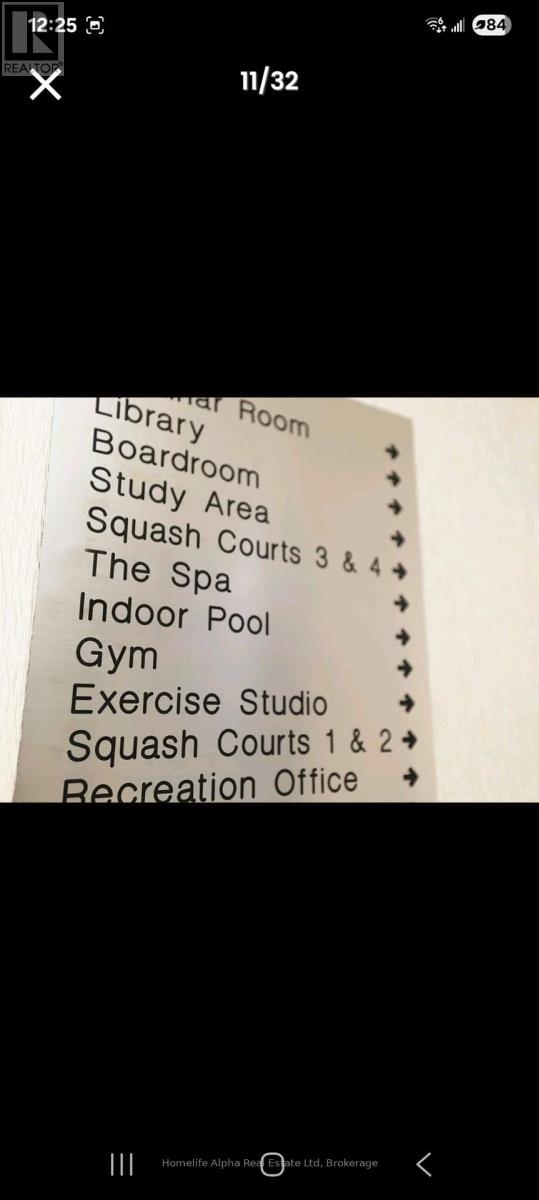 12:25
84
REALTOR®
11/32
Room
Library
Boardroom
Study Area
Squash Courts 3 & 4
The Spa
Indoor Pool
Gym
Exercise Studio
Squash Courts 1 & 2
Recreation Office
Homelife Alpha Real Estate Ltd, Brokerage